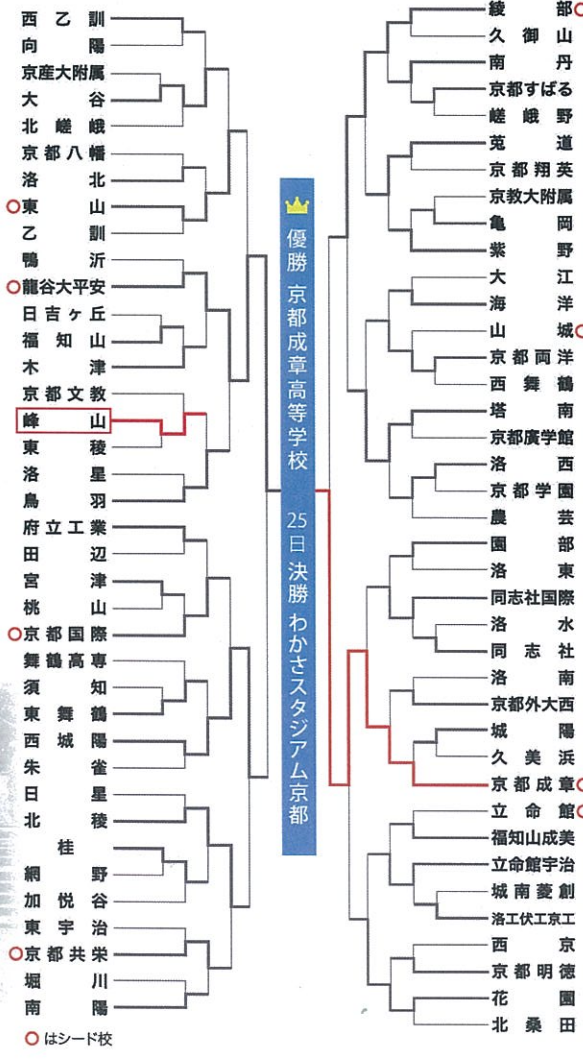 西乙訓
向陽
京産大附属
大谷
北嵯峨
京都八幡
洛北
○東山
乙訓
鴨沂
○龍谷大平安
日吉ヶ丘
福知山
木津
京都文教
峰山
東稜
洛星
鳥羽
府立工業
田辺
宮津
桃山
○京都国際
舞鶴高専
須知
東舞鶴
西城陽
朱雀
日星
北稜
桂
網野
加悦谷
東宇治
○京都共栄
堀川
南陽
○はシード校
優勝 京都成章高等学校 25日 決勝 わかさスタジアム京都
綾部○
久御山
南丹
京都すばる
嵯峨野
莵道
京都翔英
京教大附属
亀岡
紫野
大江
海洋
山城○
京都両洋
西舞鶴
塔南
京都廣学館
洛西
京都学園
農芸
園部
洛東
同志社国際
洛水
同志社
洛南
京都外大西
城陽
久美浜
京都成章○
立命館○
福知山成美
立命館宇治
城南菱創
洛工伏工京工
西京
京都明徳
花園
北桑田